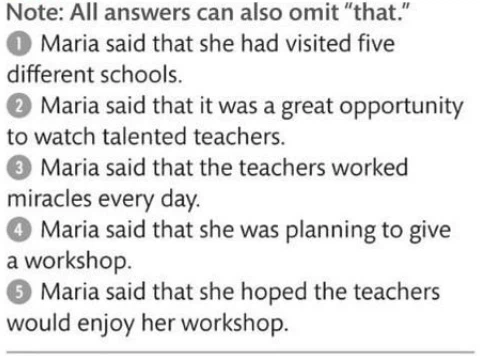 Note: All answers can also omit “that.”
1 Maria said that she had visited five
different schools.
2 Maria said that it was a great opportunity
to watch talented teachers.
3 Maria said that the teachers worked
miracles every day.
4 Maria said that she was planning to give
a workshop.
5 Maria said that she hoped the teachers
would enjoy her workshop.